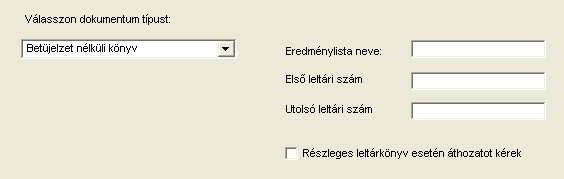 Válasszon dokumentum típust:
Betűjelzet nélküli könyv
Eredménylista neve:
Első leltári szám
Utolsó leltári szám
Részleges leltárkönyv esetén áthozatot kérek